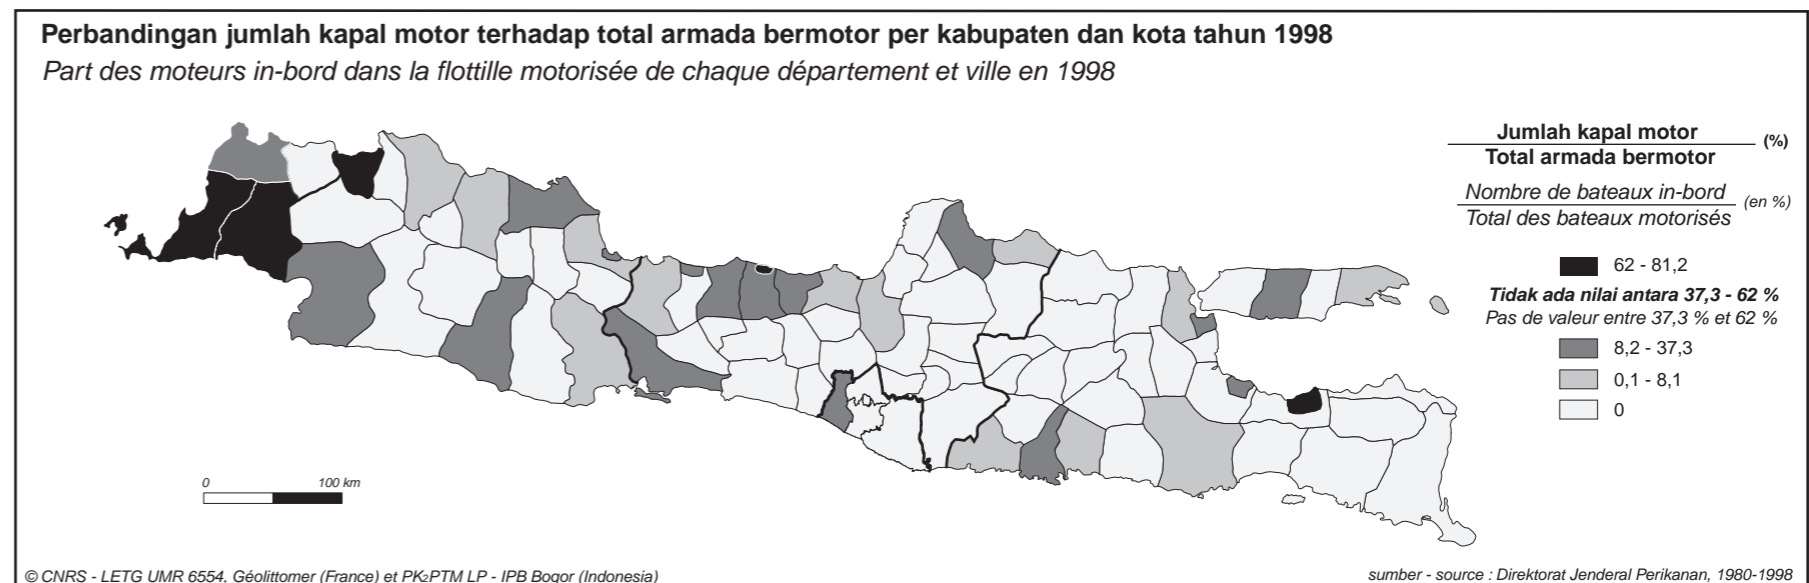 Perbandingan jumlah kapal motor terhadap total armada bermotor per kabupaten dan kota tahun 1998
Part des moteurs in-bord dans la flottille motorisée de chaque département et ville en 1998
Jumlah kapal motor
(%)
Total armada bermotor
Nombre de bateaux in-bord
(en %)
Total des bateaux motorisés
62 - 81,2
Tidak ada nilai antara 37,3 - 62 %
Pas de valeur entre 37,3 % et 62 %
8,2 - 37,3
0,1 - 8,1
0
0 100 km
© CNRS - LETG UMR 6554, Géolittomer (France) et PK2PTM LP - IPB Bogor (Indonesia)
sumber - source : Direktorat Jenderal Perikanan, 1980-1998